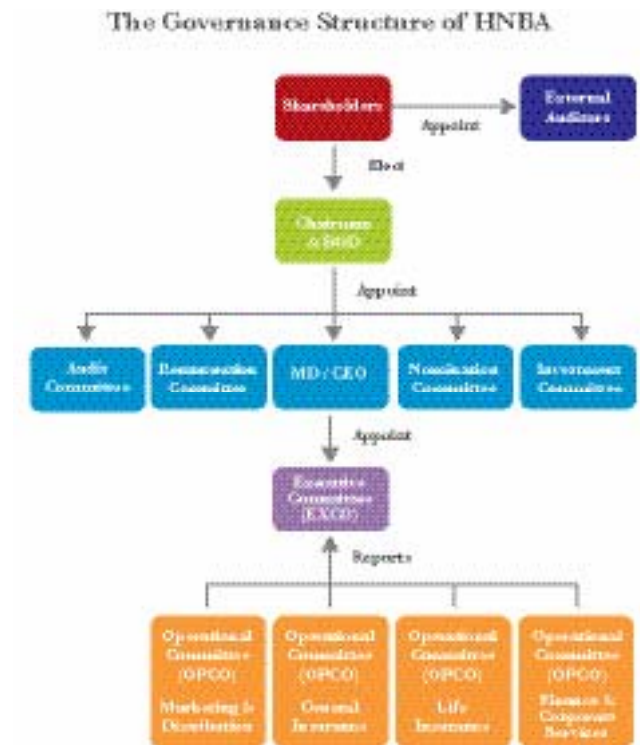 The Governance Structure of HNBA
Shareholders
Appoint
External
Auditors
Elect
Chairman
& BOD
Appoint
Audit
Committee
Remuneration
Committee
MD / CEO
Nomination
Committee
Investment
Committee
Appoint
Executive
Committee
(EXCO)
Reports
Operational
Committee
(OPCO)
Marketing &
Distribution
Operational
Committee
(OPCO)
General
Insurance
Operational
Committee
(OPCO)
Life
Insurance
Operational
Committee
(OPCO)
Finance &
Corporate
Services